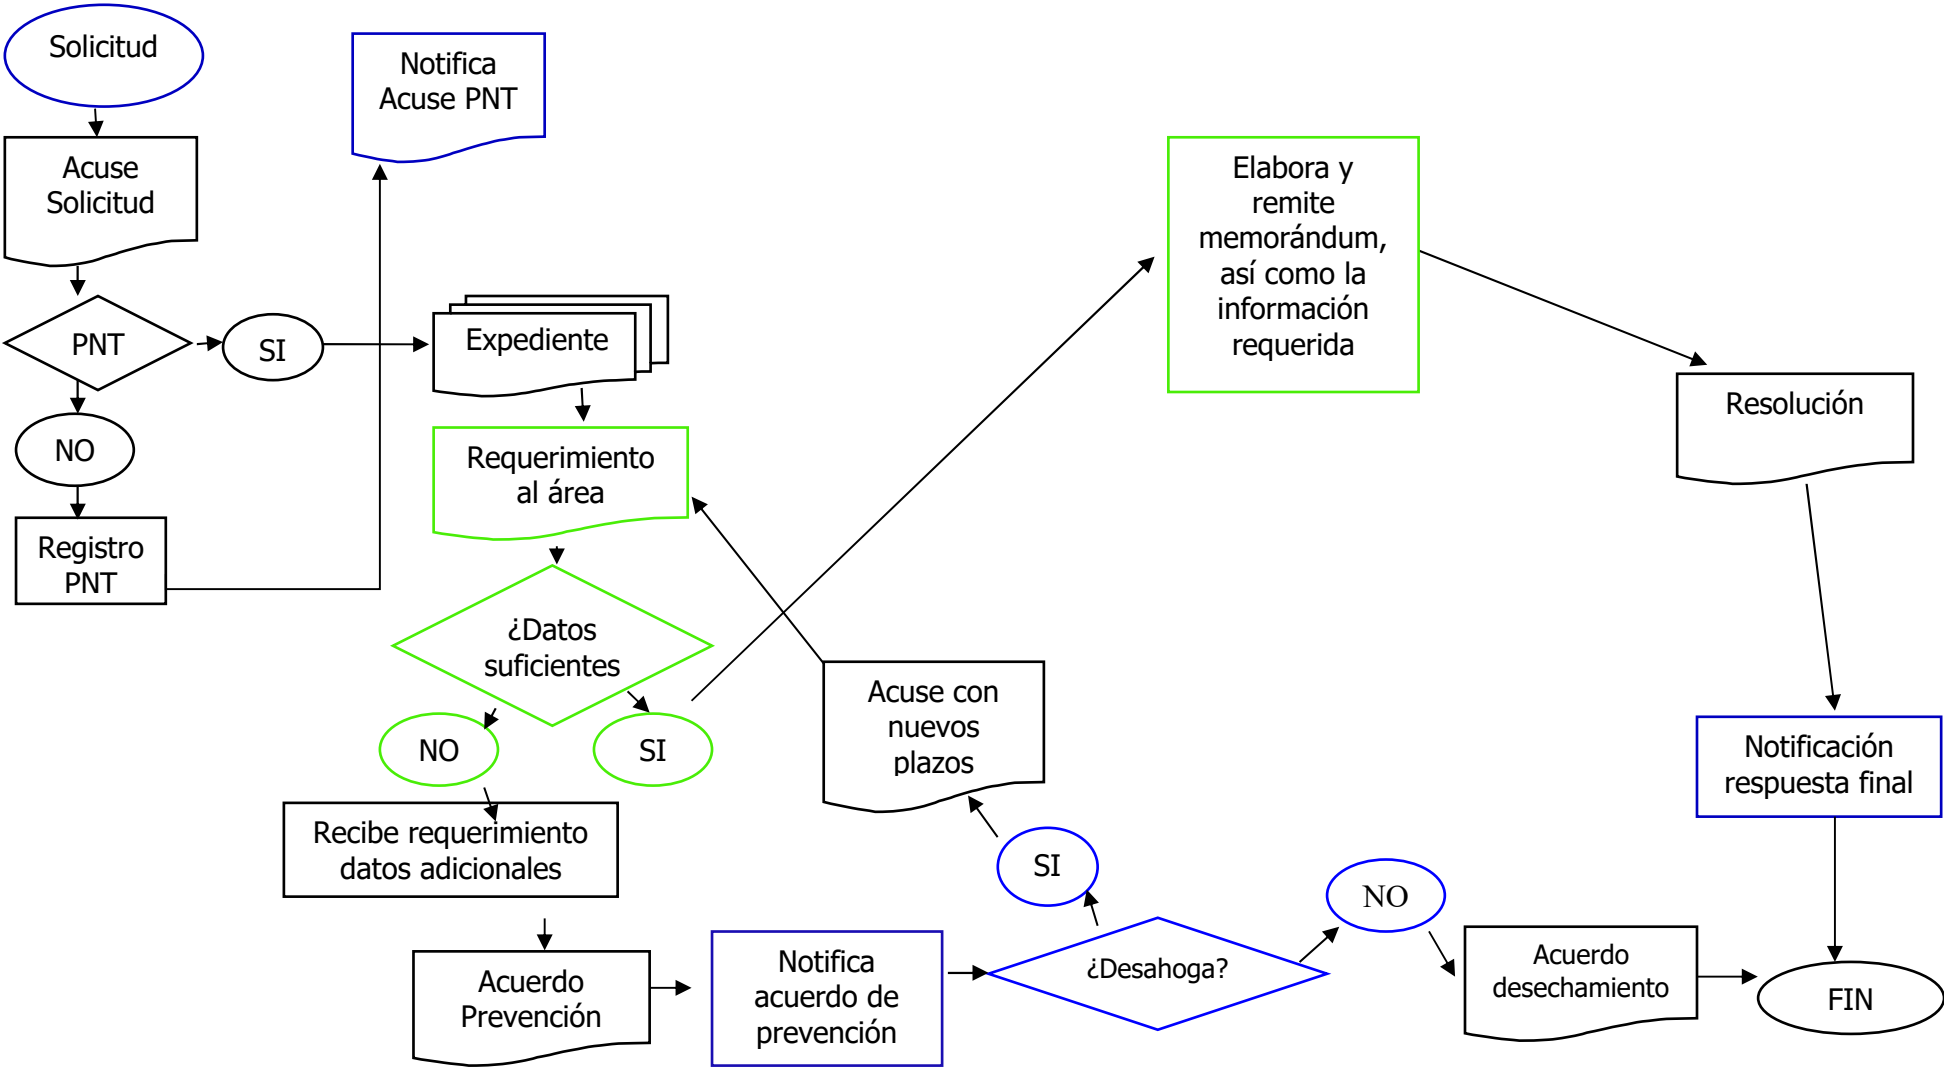 Solicitud
Notifica
Acuse PNT
Acuse
Solicitud
PNT
SI
NO
Registro
PNT
Expediente
Requerimiento
al área
¿Datos
suficientes
NO
SI
Recibe requerimiento
datos adicionales
Acuerdo
Prevención
Notifica
acuerdo de
prevención
¿Desahoga?
SI
Acuse con
nuevos
plazos
NO
Acuerdo
desechamiento
Elabora y
remite
memorándum,
así como la
información
requerida
Resolución
Notificación
respuesta final
FIN